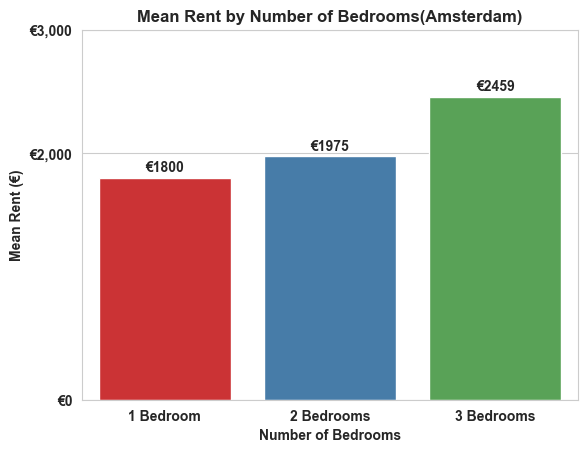 Mean Rent by Number of Bedrooms(Amsterdam)
€3,000
€2,000
€0
Mean Rent (€)
€1800
€1975
€2459
1 Bedroom
2 Bedrooms
3 Bedrooms
Number of Bedrooms